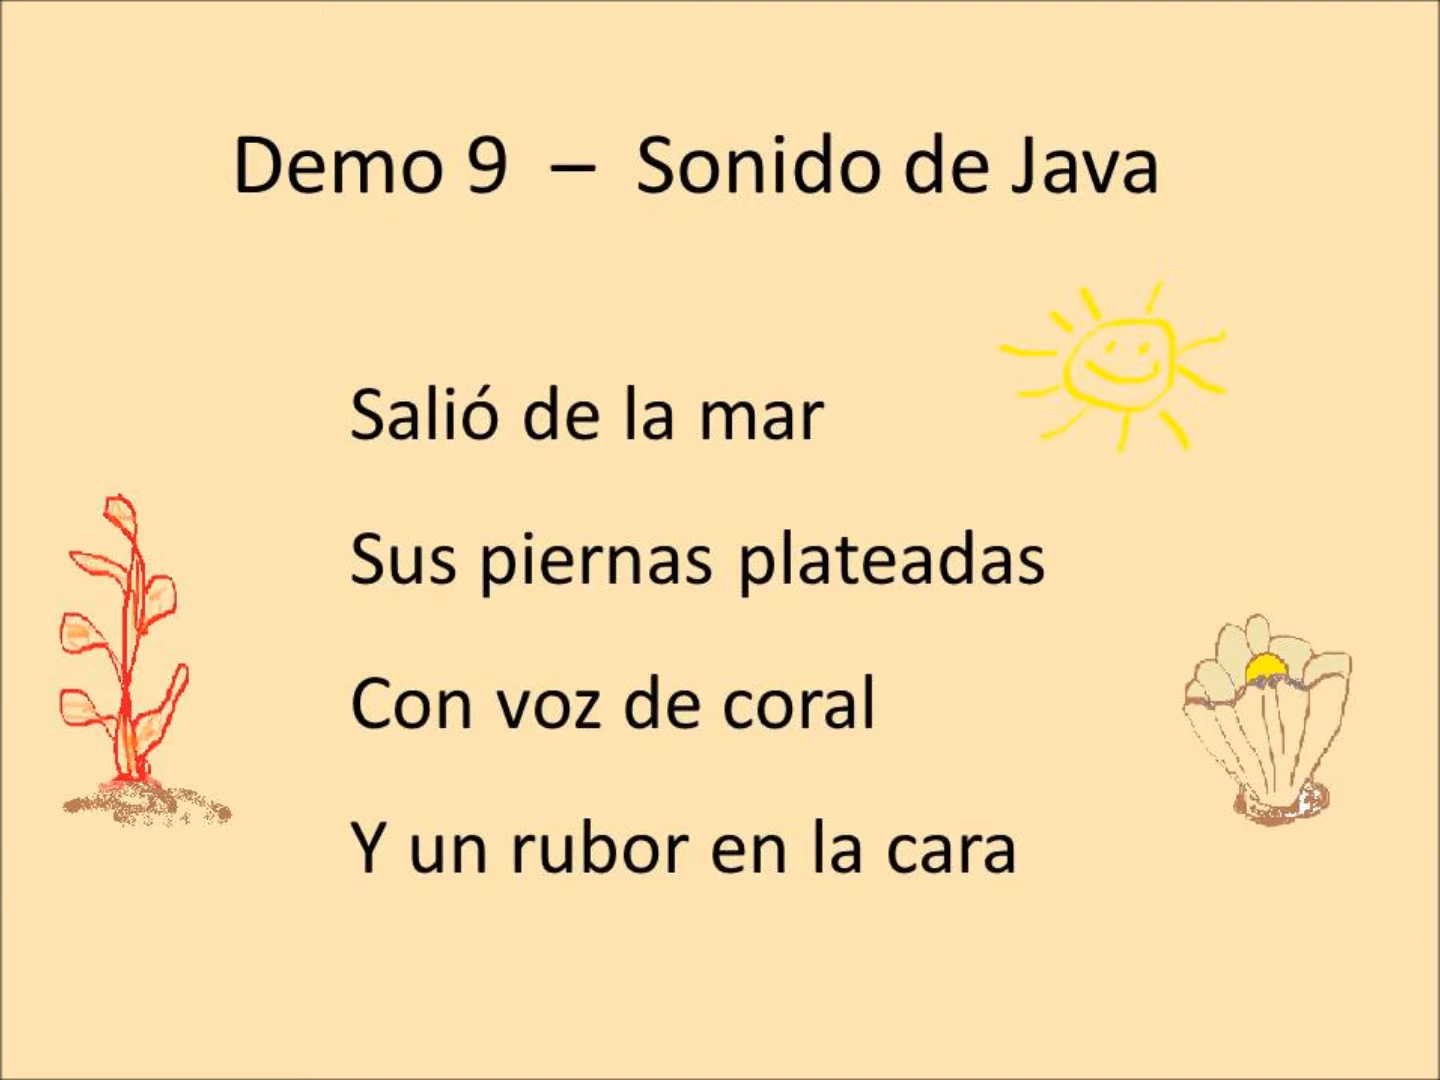 Demo 9 – Sonido de Java
Salió de la mar
Sus piernas plateadas
Con voz de coral
Y un rubor en la cara